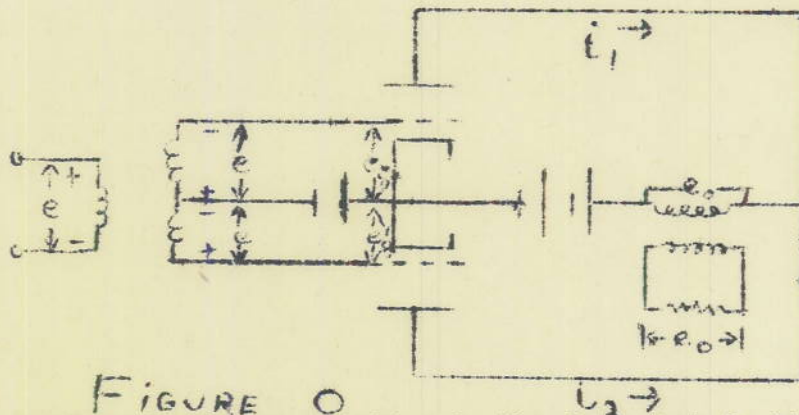 i₁ →
- e
e + e
+
-
e
- + e
e₀
e₀
FIGURE O
i₂ →